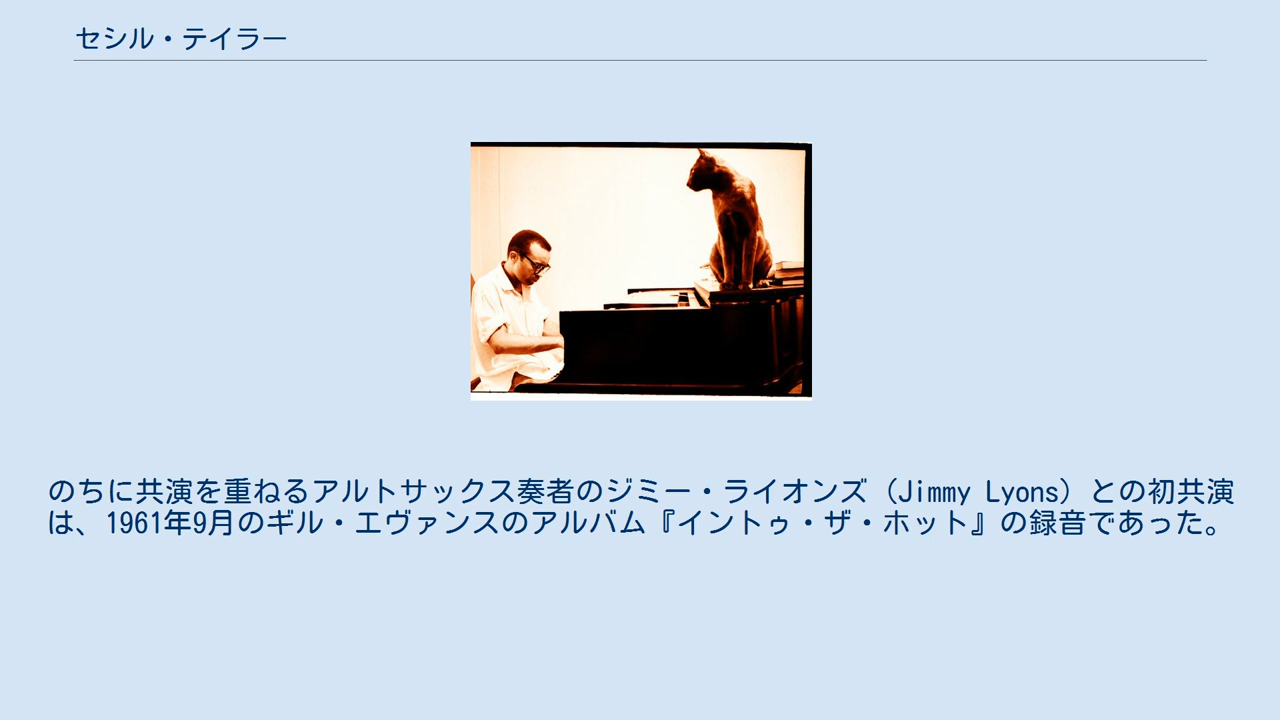 セシル・テイラー
のちに共演を重ねるアルトサックス奏者のジミー・ライオンズ（Jimmy Lyons）との初共演
は、1961年9月のギル・エヴァンスのアルバム『イントゥ・ザ・ホット』の録音であった。